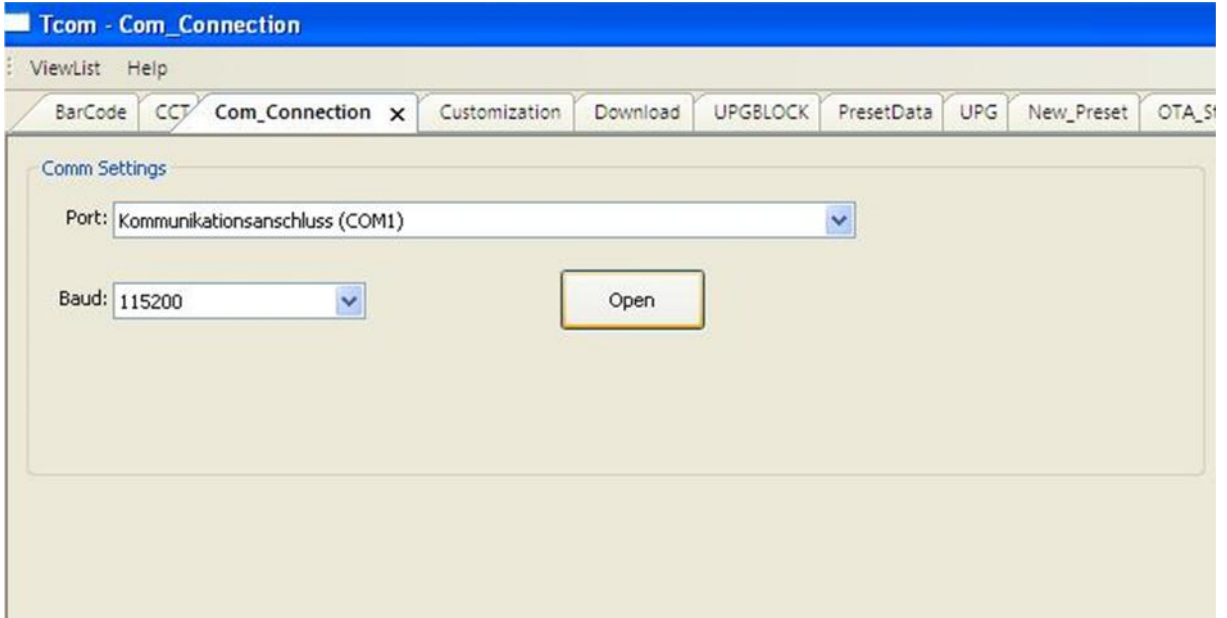 Tcom - Com_Connection
ViewList Help
BarCode CCT Com_Connection x Customization Download UPGBLOCK PresetData UPG New_Preset OTA_S
Comm Settings
Port: Kommunikationsanschluss (COM1)
Baud: 115200 Open